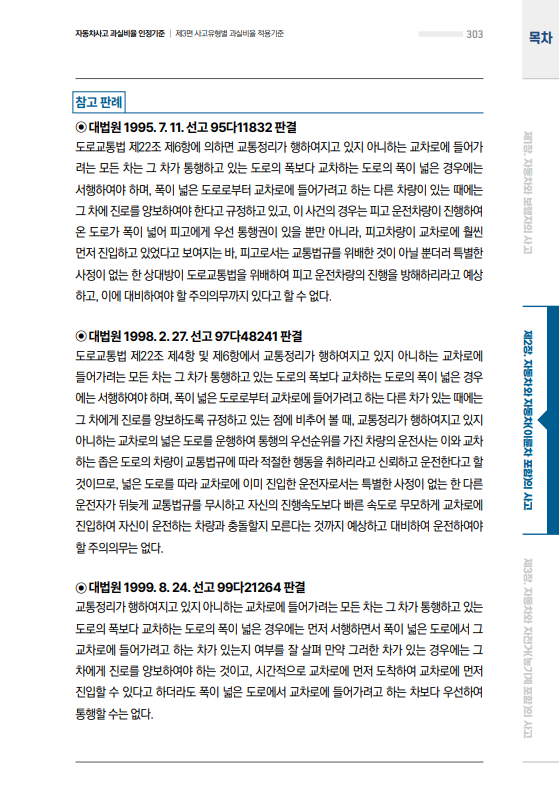 자동차사고 과실비율 인정기준 | 제3편 사고유형별 과실비율 적용기준
303
목차
참고 판례
◉ 대법원 1995. 7. 11. 선고 95다11832 판결
도로교통법 제22조 제6항에 의하면 교통정리가 행하여지고 있지 아니하는 교차로에 들어가
려는 모든 차는 그 차가 통행하고 있는 도로의 폭보다 교차하는 도로의 폭이 넓은 경우에는
서행하여야 하며, 폭이 넓은 도로로부터 교차로에 들어가려고 하는 다른 차량이 있는 때에는
그 차에 진로를 양보하여야 한다고 규정하고 있고, 이 사건의 경우는 피고 운전차량이 진행하여
온 도로가 폭이 넓어 피고에게 우선 통행권이 있을 뿐만 아니라, 피고차량이 교차로에 훨씬
먼저 진입하고 있었다고 보여지는 바, 피고로서는 교통법규를 위배한 것이 아닐 뿐더러 특별한
사정이 없는 한 상대방이 도로교통법을 위배하여 피고 운전차량의 진행을 방해하리라고 예상
하고, 이에 대비하여야 할 주의의무까지 있다고 할 수 없다.
◉ 대법원 1998. 2. 27. 선고 97다48241 판결
도로교통법 제22조 제4항 및 제6항에서 교통정리가 행하여지고 있지 아니하는 교차로에
들어가려는 모든 차는 그 차가 통행하고 있는 도로의 폭보다 교차하는 도로의 폭이 넓은 경우
에는 서행하여야 하며, 폭이 넓은 도로로부터 교차로에 들어가려고 하는 다른 차가 있는 때에는
그 차에게 진로를 양보하도록 규정하고 있는 점에 비추어 볼 때, 교통정리가 행하여지고 있지
아니하는 교차로의 넓은 도로를 운행하여 통행의 우선순위를 가진 차량의 운전사는 이와 교차
하는 좁은 도로의 차량이 교통법규에 따라 적절한 행동을 취하리라고 신뢰하고 운전한다고 할
것이므로, 넓은 도로를 따라 교차로에 이미 진입한 운전자로서는 특별한 사정이 없는 한 다른
운전자가 뒤늦게 교통법규를 무시하고 자신의 진행속도보다 빠른 속도로 무모하게 교차로에
진입하여 자신이 운전하는 차량과 충돌할지 모른다는 것까지 예상하고 대비하여 운전하여야
할 주의의무는 없다.
◉ 대법원 1999. 8. 24. 선고 99다21264 판결
교통정리가 행하여지고 있지 아니하는 교차로에 들어가려는 모든 차는 그 차가 통행하고 있는
도로의 폭보다 교차하는 도로의 폭이 넓은 경우에는 먼저 서행하면서 폭이 넓은 도로에서 그
교차로에 들어가려고 하는 차가 있는지 여부를 잘 살펴 만약 그러한 차가 있는 경우에는 그
차에게 진로를 양보하여야 하는 것이고, 시간적으로 교차로에 먼저 도착하여 교차로에 먼저
진입할 수 있다고 하더라도 폭이 넓은 도로에서 교차로에 들어가려고 하는 차보다 우선하여
통행할 수는 없다.
제1장. 자동차와 보행자의 사고
제2장. 자동차와 자동차(이륜차 포함)의 사고
제3장. 자동차와 자전거(농기계 포함)의 사고